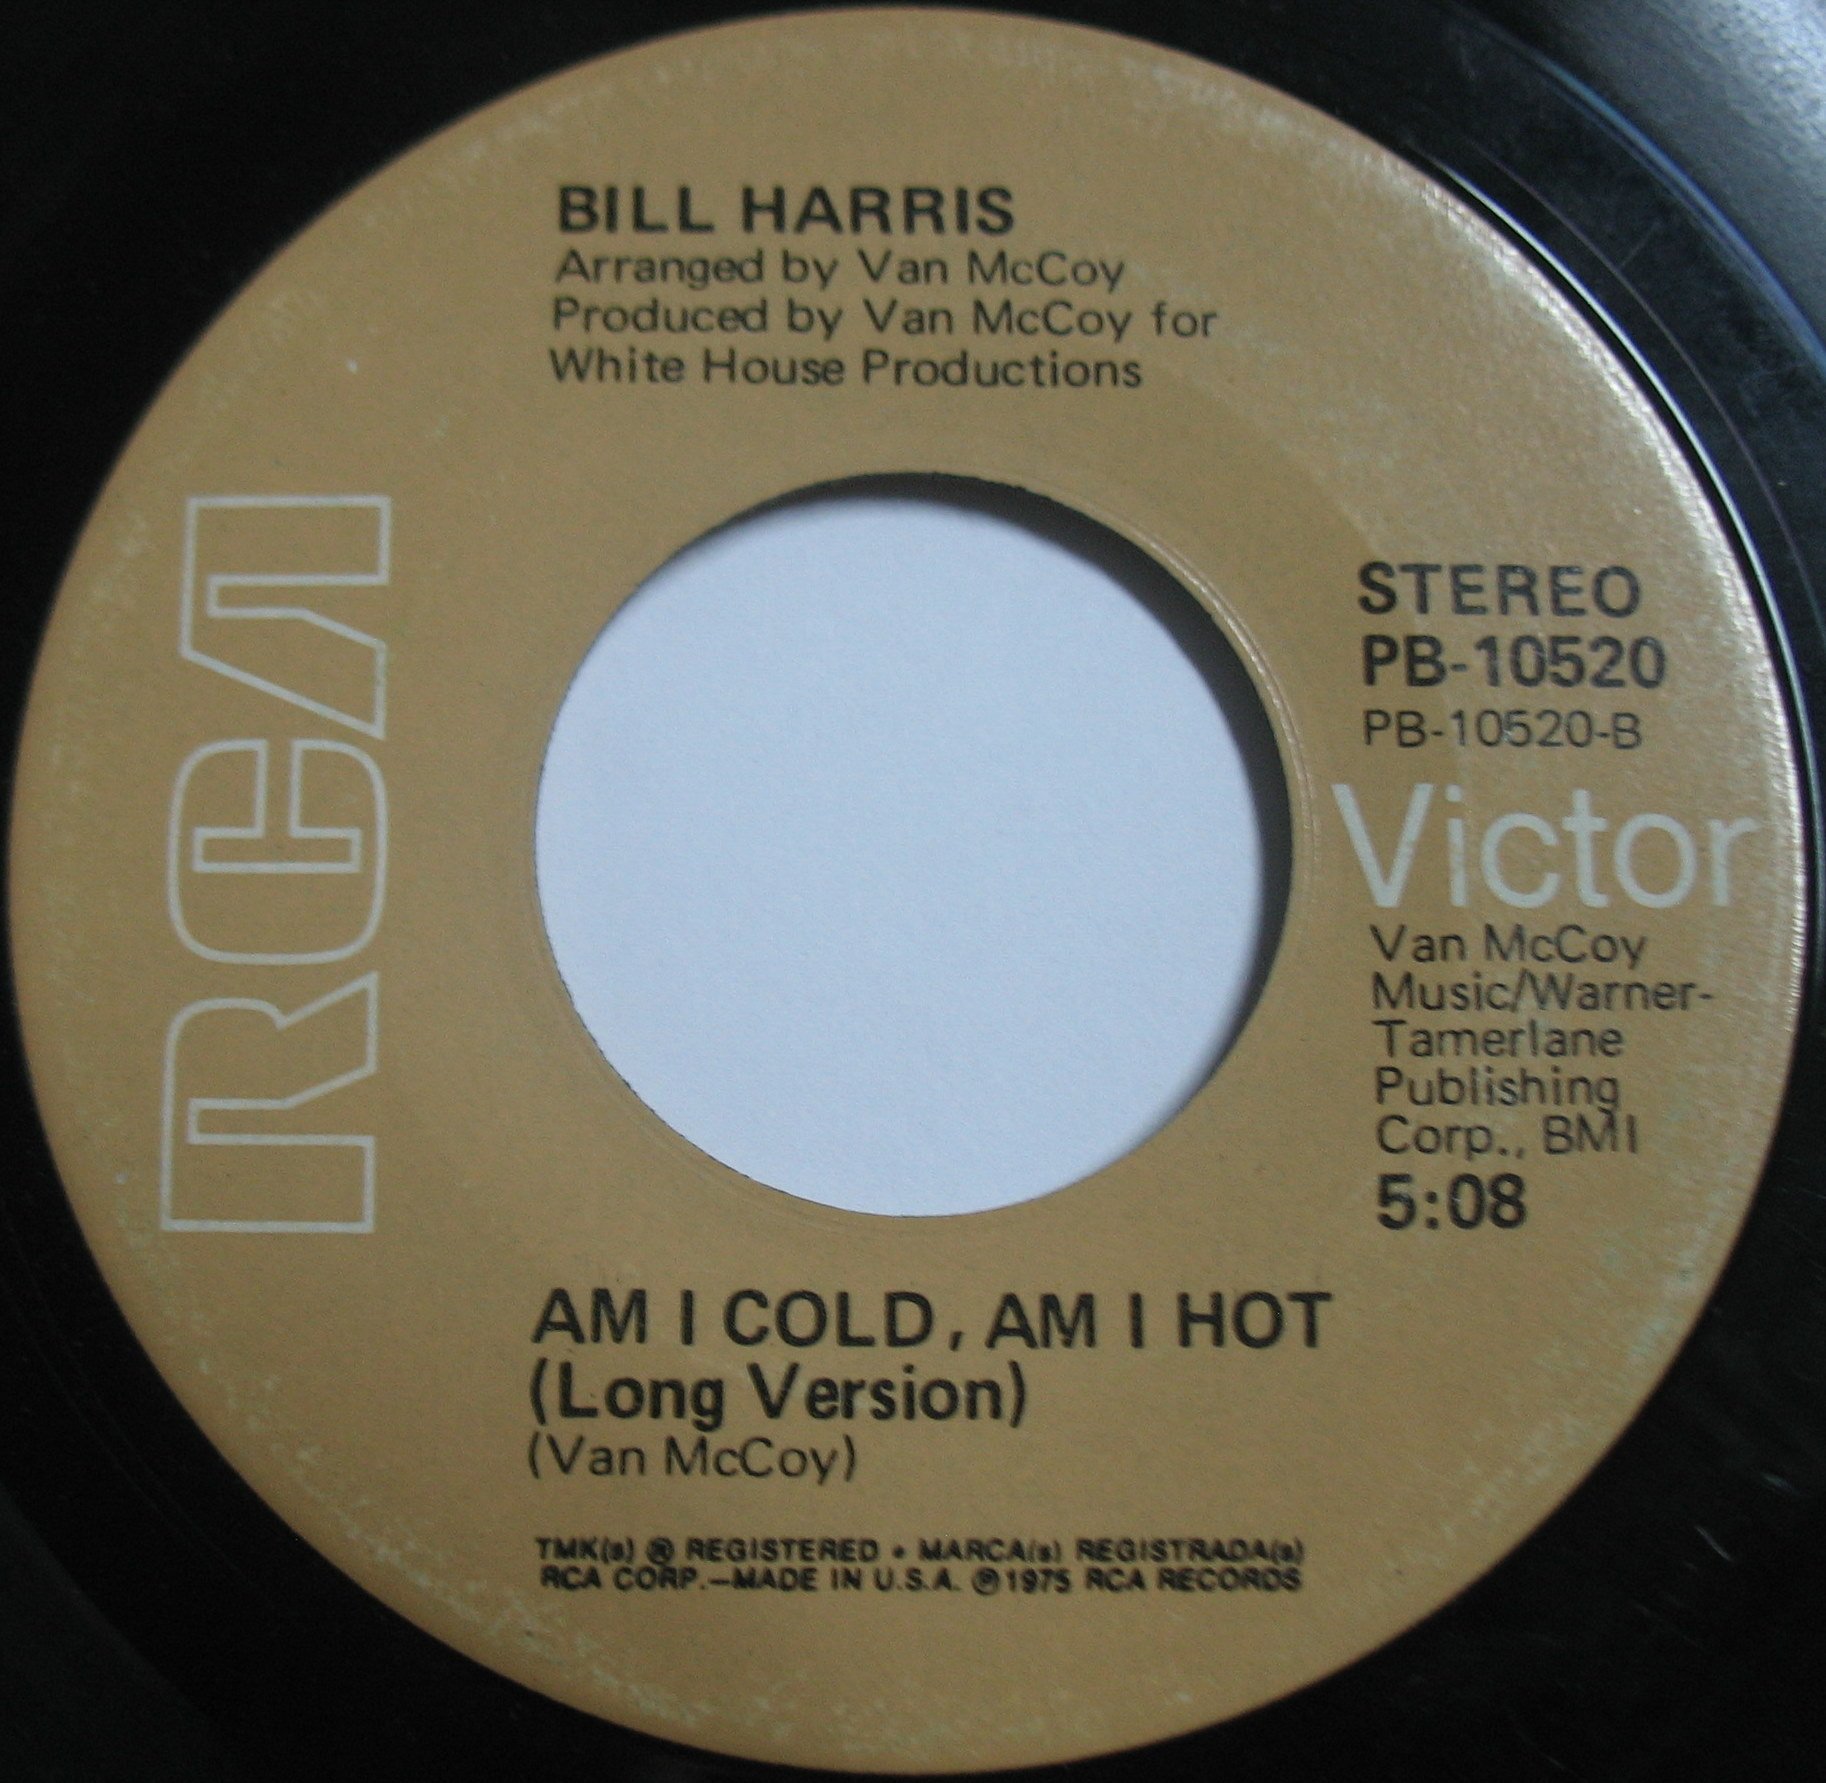 BILL HARRIS
Arranged by Van McCoy
Produced by Van McCoy for
White House Productions
RCA
STEREO
PB-10520
PB-10520-B
Victor
Van McCoy
Music/Warner-
Tamerlane
Publishing
Corp., BMI
5:08
AM I COLD, AM I HOT
(Long Version)
(Van McCoy)
TMK(s) ® REGISTERED • MARCA(s) REGISTRADA(s)
RCA CORP.—MADE IN U.S.A. ℗1975 RCA RECORDS